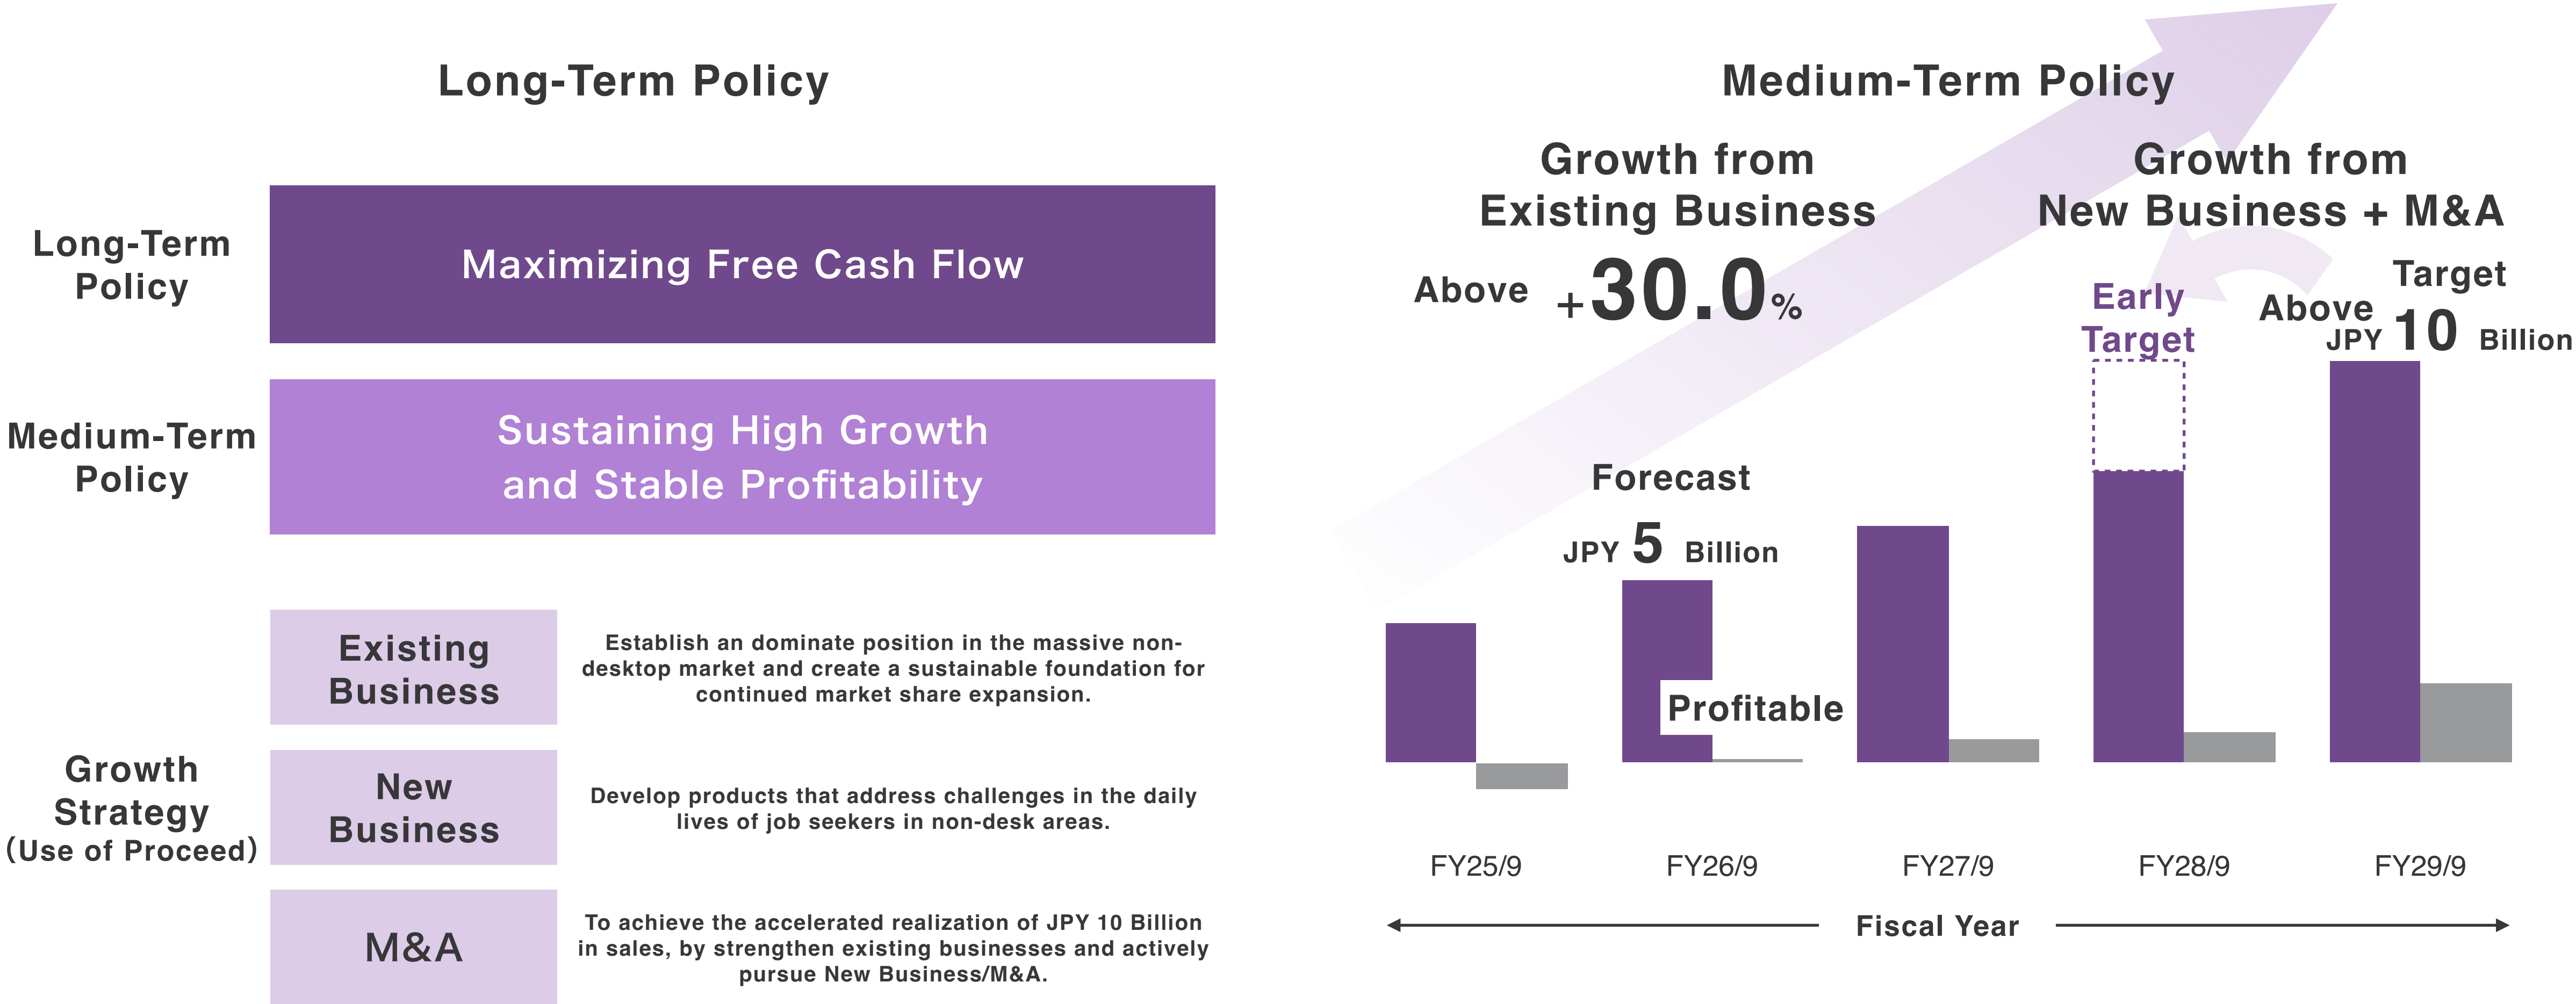 Long-Term Policy
Long-Term
Policy
Maximizing Free Cash Flow
Medium-Term
Policy
Sustaining High Growth
and Stable Profitability
Growth
Strategy
(Use of Proceed)
Existing
Business
Establish an dominate position in the massive non-
desktop market and create a sustainable foundation for
continued market share expansion.
New
Business
Develop products that address challenges in the daily
lives of job seekers in non-desk areas.
M&A
To achieve the accelerated realization of JPY 10 Billion
in sales, by strengthen existing businesses and actively
pursue New Business/M&A.
Medium-Term Policy
Growth from
Existing Business
Above +30.0%
Growth from
New Business + M&A
Early
Target
Target
Above
JPY 10 Billion
Forecast
JPY 5 Billion
Profitable
FY25/9 FY26/9 FY27/9 FY28/9 FY29/9
Fiscal Year